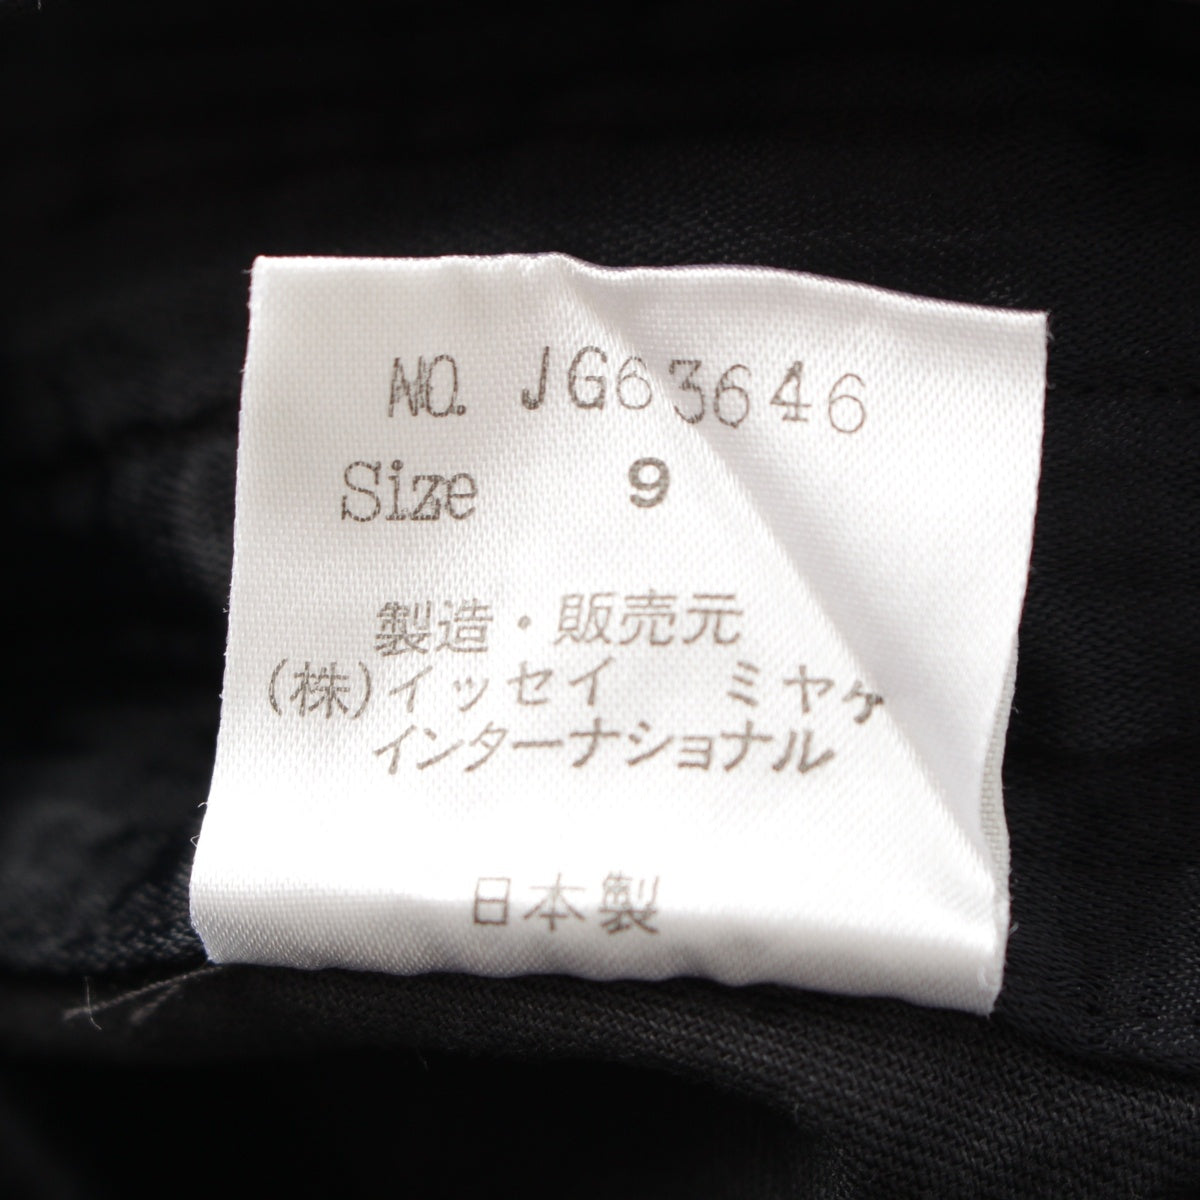 NO. JG63646
Size 9
製造・販売元
(株)イッセイ ミヤケ
インターナショナル
日本製